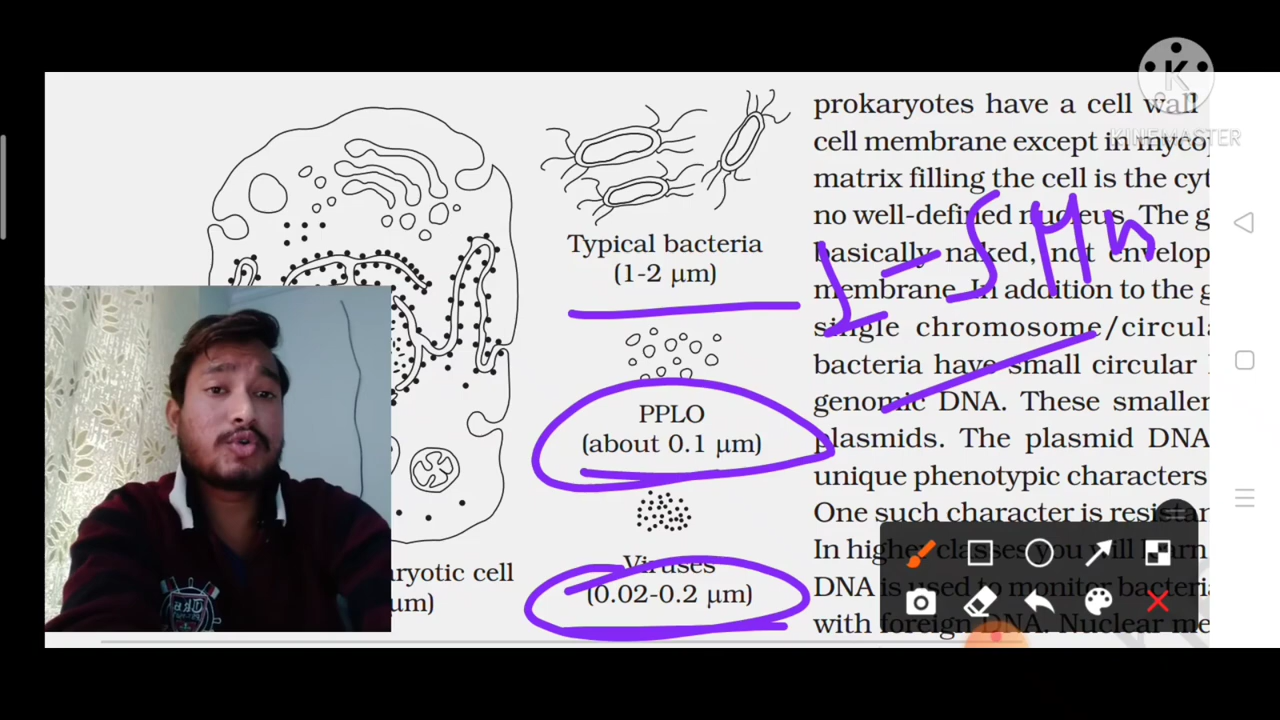 KINEMASTER
Typical bacteria
(1-2 µm)
PPLO
(about 0.1 µm)
Viruses
(0.02-0.2 µm)
ryotic cell
µm)
prokaryotes have a cell wall
cell membrane except in myco
matrix filling the cell is the cyt
no well-defined nucleus. The g
basically naked, not envelop
membrane. In addition to the g
single chromosome/circula
bacteria have small circular
genomic DNA. These smaller
plasmids. The plasmid DNA
unique phenotypic characters
One such character is resistan
In higher classes you will learn
DNA is used to monitor bacteria
with foreign DNA. Nuclear me